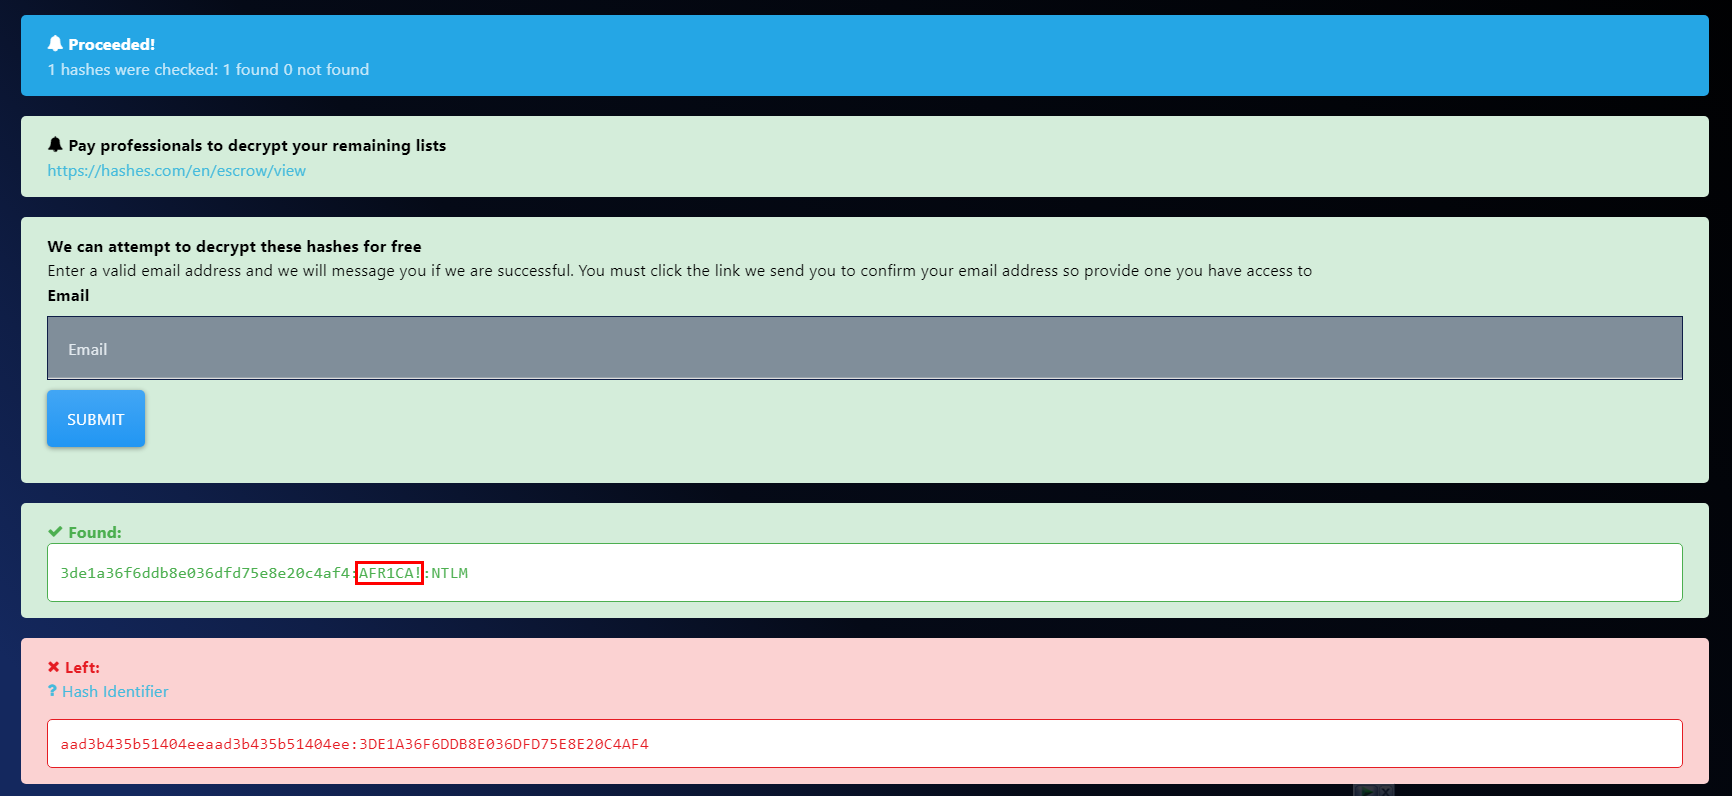 Proceeded!
1 hashes were checked: 1 found 0 not found
Pay professionals to decrypt your remaining lists
https://hashes.com/en/escrow/view
We can attempt to decrypt these hashes for free
Enter a valid email address and we will message you if we are successful. You must click the link we send you to confirm your email address so provide one you have access to
Email
Email
SUBMIT
Found:
3de1a36f6ddb8e036dfd75e8e20c4af4:AFR1CA!:NTLM
Left:
? Hash Identifier
aad3b435b51404eeaad3b435b51404ee:3DE1A36F6DDB8E036DFD75E8E20C4AF4